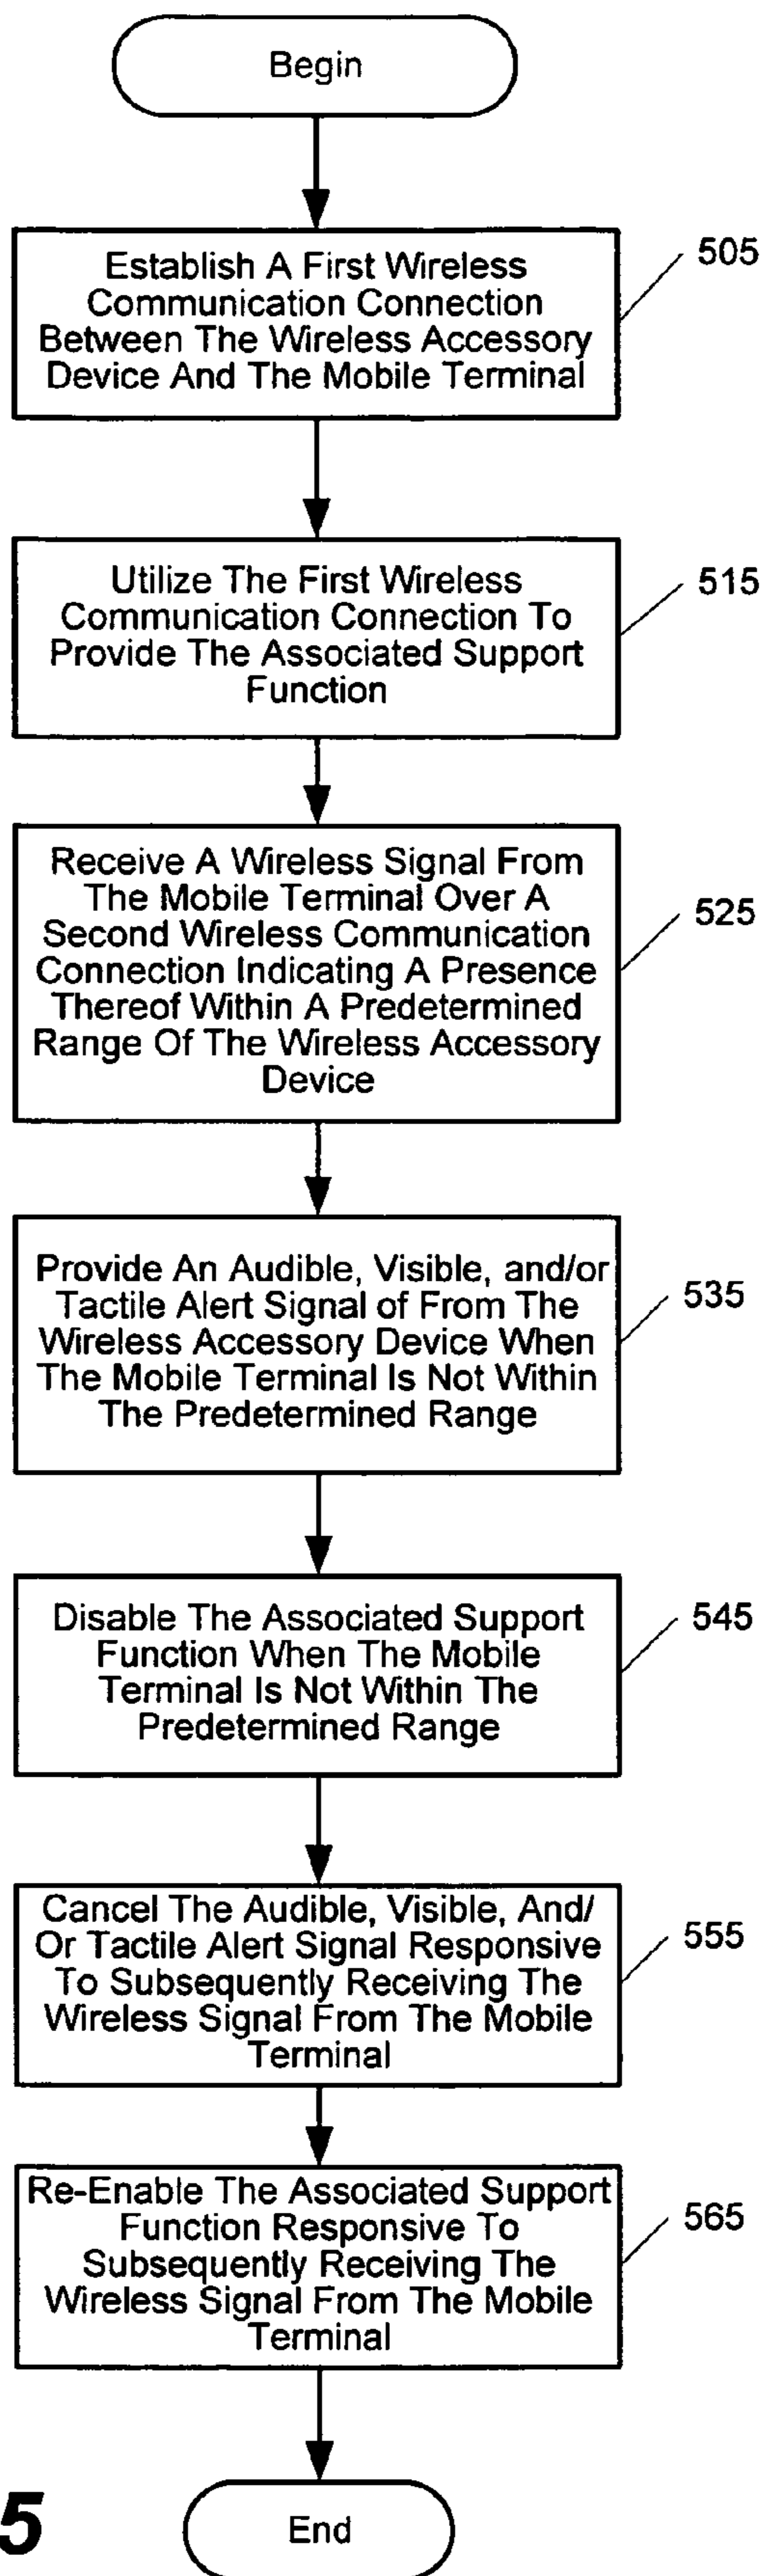 Begin
Establish A First Wireless
Communication Connection
Between The Wireless Accessory
Device And The Mobile Terminal
505
Utilize The First Wireless
Communication Connection To
Provide The Associated Support
Function
515
Receive A Wireless Signal From
The Mobile Terminal Over A
Second Wireless Communication
Connection Indicating A Presence
Thereof Within A Predetermined
Range Of The Wireless Accessory
Device
525
Provide An Audible, Visible, and/or
Tactile Alert Signal of From The
Wireless Accessory Device When
The Mobile Terminal Is Not Within
The Predetermined Range
535
Disable The Associated Support
Function When The Mobile
Terminal Is Not Within The
Predetermined Range
545
Cancel The Audible, Visible, And/
Or Tactile Alert Signal Responsive
To Subsequently Receiving The
Wireless Signal From The Mobile
Terminal
555
Re-Enable The Associated Support
Function Responsive To
Subsequently Receiving The
Wireless Signal From The Mobile
Terminal
565
5
End